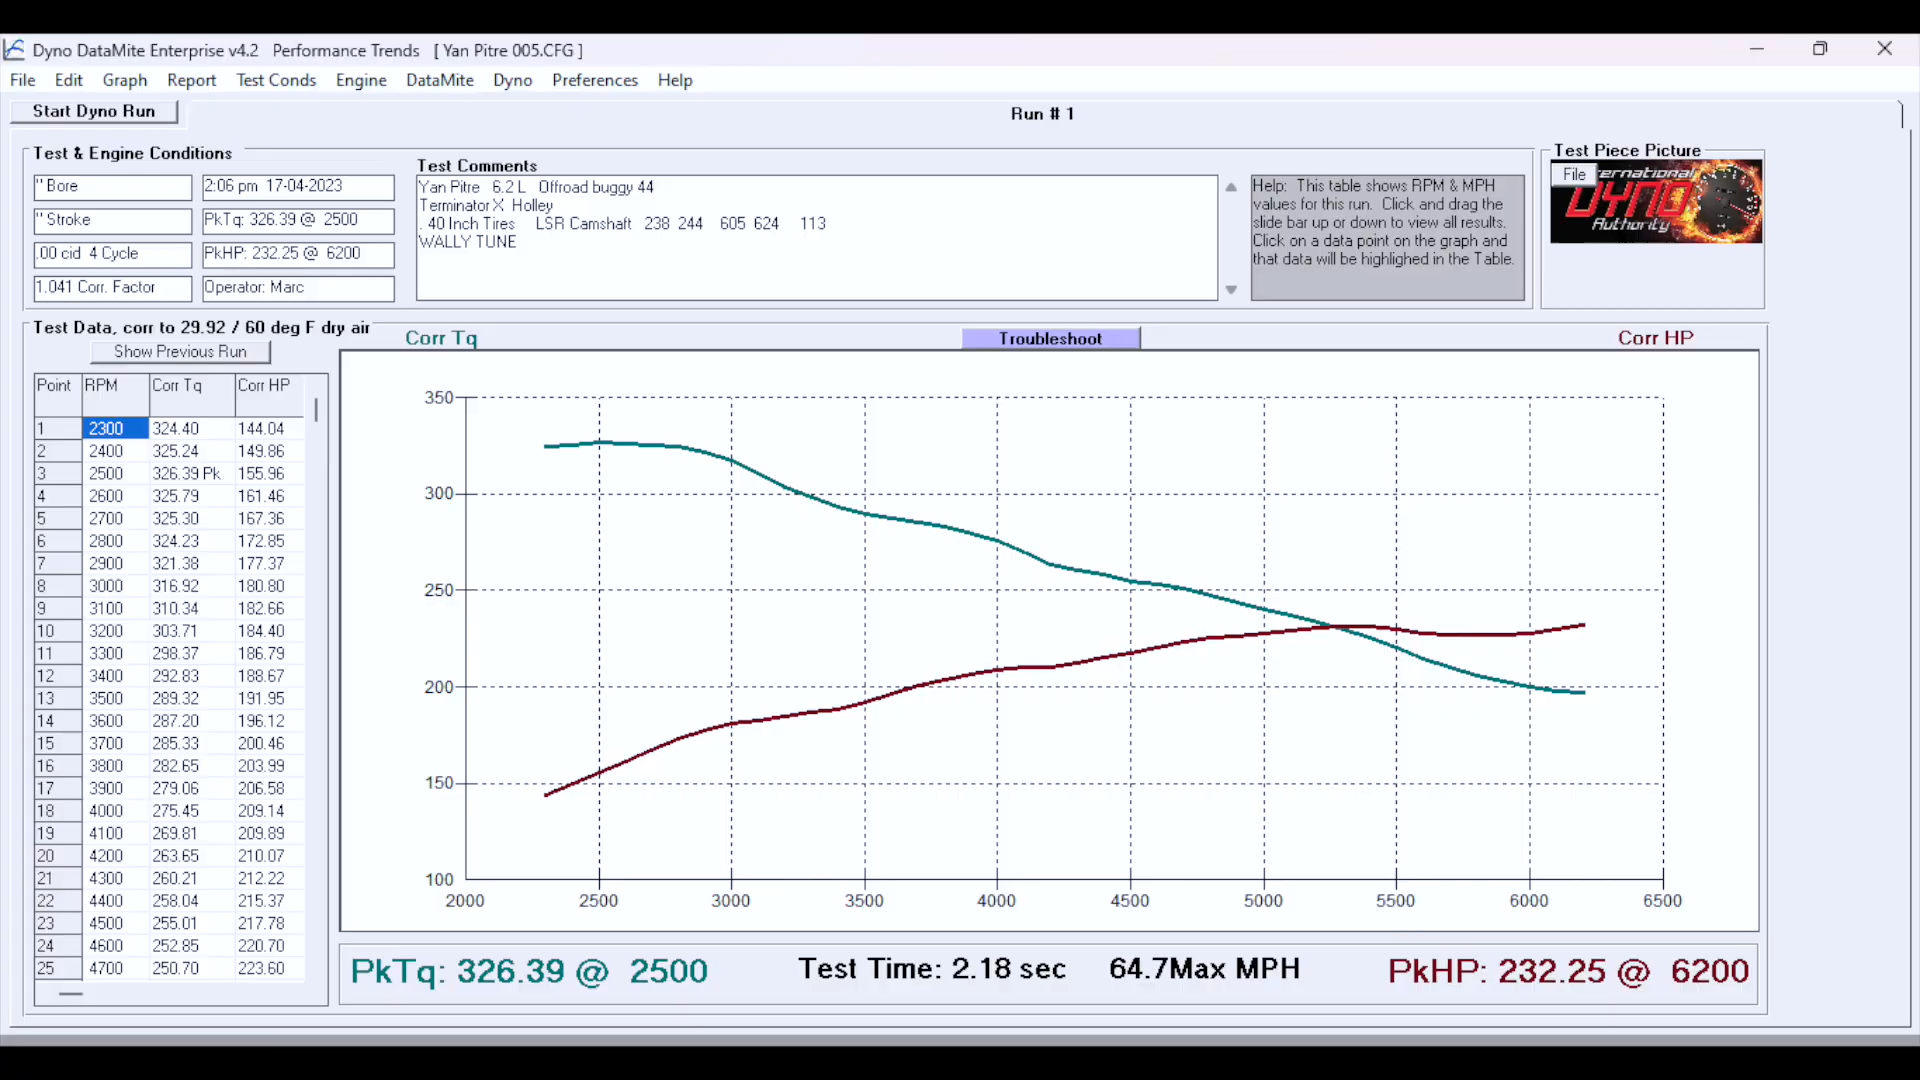 Dyno DataMite Enterprise v4.2   Performance Trends   [ Yan Pitre 005.CFG ]
File   Edit   Graph   Report   Test Conds   Engine   DataMite   Dyno   Preferences   Help
Start Dyno Run
Run # 1
Test & Engine Conditions
" Bore   2:06 pm  17-04-2023
" Stroke   PkTq: 326.39 @  2500
.00 cid  4 Cycle   PkHP: 232.25 @  6200
1.041 Corr. Factor   Operator: Marc
Test Comments
Yan Pitre   6.2 L   Offroad buggy 44
Terminator X  Holley
. 40 Inch Tires    LSR Camshaft   238  244    605  624     113
WALLY TUNE
Help:  This table shows RPM & MPH
values for this run.  Click and drag the
slide bar up or down to view all results.
Click on a data point on the graph and
that data will be highlighed in the Table.
Test Piece Picture
File
ernational
DYNO
Authority
Test Data, corr to 29.92 / 60 deg F dry air
Show Previous Run
Point   RPM   Corr Tq   Corr HP
1   2300   324.40   144.04
2   2400   325.24   149.86
3   2500   326.39 Pk   155.96
4   2600   325.79   161.46
5   2700   325.30   167.36
6   2800   324.23   172.85
7   2900   321.38   177.37
8   3000   316.92   180.80
9   3100   310.34   182.66
10   3200   303.71   184.40
11   3300   298.37   186.79
12   3400   292.83   188.67
13   3500   289.32   191.95
14   3600   287.20   196.12
15   3700   285.33   200.46
16   3800   282.65   203.99
17   3900   279.06   206.58
18   4000   275.45   209.14
19   4100   269.81   209.89
20   4200   263.65   210.07
21   4300   260.21   212.22
22   4400   258.04   215.37
23   4500   255.01   217.78
24   4600   252.85   220.70
25   4700   250.70   223.60
Corr Tq   Troubleshoot   Corr HP
350
300
250
200
150
100
2000   2500   3000   3500   4000   4500   5000   5500   6000   6500
PkTq: 326.39 @  2500   Test Time: 2.18 sec   64.7Max MPH   PkHP: 232.25 @  6200